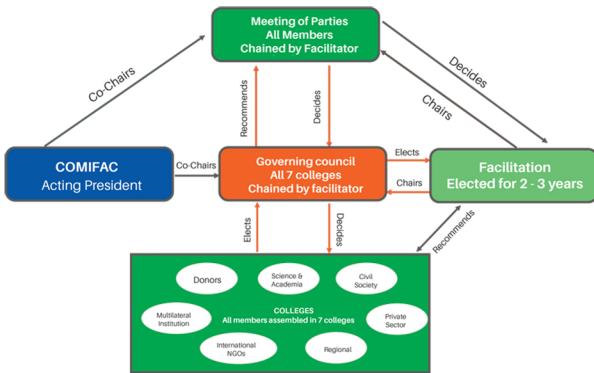 Meeting of Parties
All Members
Chained by Facilitator
Co-Chairs
Recommends
Decides
Decides
Chairs
COMIFAC
Acting President
Co-Chairs
Governing council
All 7 colleges
Chained by facilitator
Elects
Chairs
Facilitation
Elected for 2 - 3 years
Elects
Decides
Recommends
Donors
Science &
Academia
Civil
Society
Multilateral
Institution
COLLEGES
All members assembled in 7 colleges
Private
Sector
International
NGOs
Regional